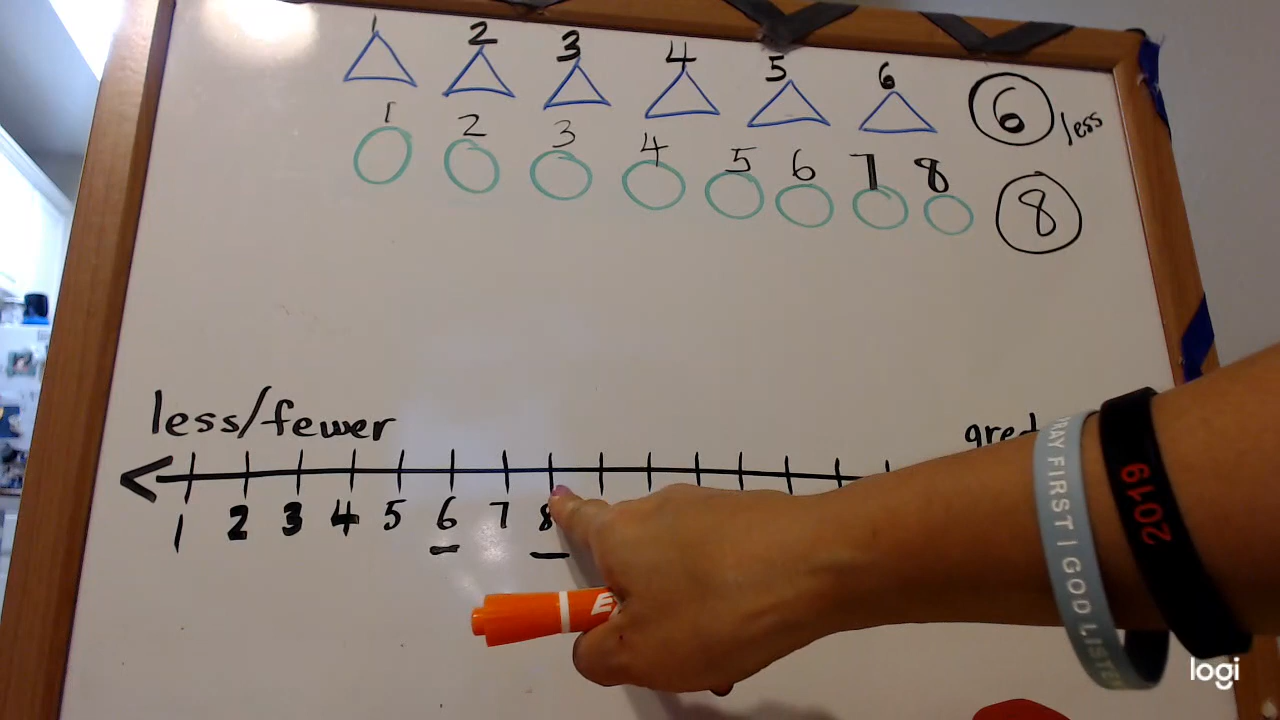 1 2 3 4 5 6 6 less
1 2 3 4 5 6 7 8 8
less/fewer
1 2 3 4 5 6 7 8
2019
PRAY FIRST | GOD LISTE
logi